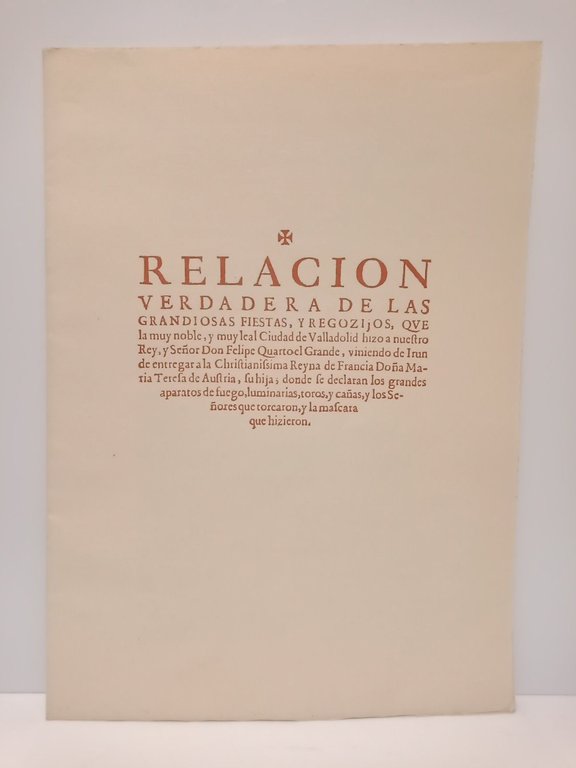 ✠
RELACION
VERDADERA DE LAS
GRANDIOSAS FIESTAS, Y REGOZIJOS, QVE
la muy noble, y muy leal Ciudad de Valladolid hizo a nueſtro
Rey, y Señor Don Felipe Quarto el Grande, viniendo de Irun
de entregar a la Chriſtianiſsima Reyna de Francia Doña Ma-
ria Tereſa de Auſtria, ſu hija; donde ſe declaran los grandes
aparatos de fuego, luminarias, toros, y cañas, y los Se-
ñores que torearon, y la maſcara
que hizieron.